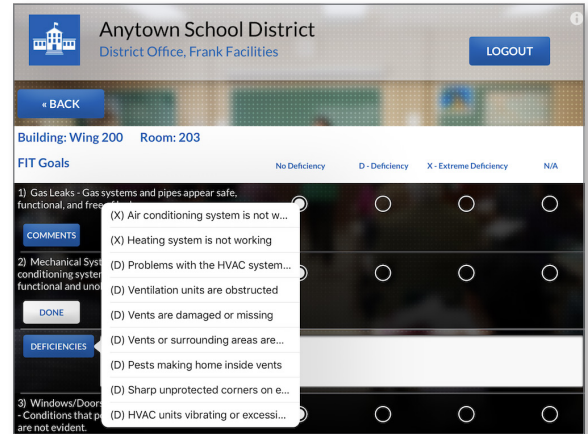 Anytown School District
District Office, Frank Facilities
LOGOUT
« BACK
Building: Wing 200 Room: 203
FIT Goals
No Deficiency D - Deficiency X - Extreme Deficiency N/A
1) Gas Leaks - Gas systems and pipes appear safe,
functional, and free
COMMENTS
(X) Air conditioning system is not w...
(X) Heating system is not working
2) Mechanical Syst
(D) Problems with the HVAC system...
conditioning system
functional and unob
(D) Ventilation units are obstructed
DONE
(D) Vents are damaged or missing
DEFICIENCIES
(D) Vents or surrounding areas are...
(D) Pests making home inside vents
(D) Sharp unprotected corners on e...
3) Windows/Doors
(D) HVAC units vibrating or excessi...
- Conditions that p
are not evident.